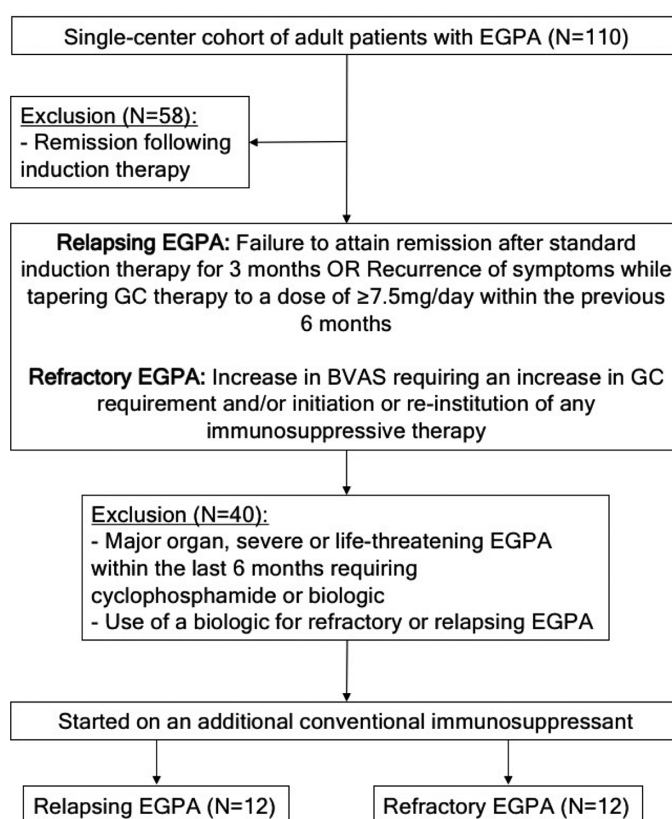 Single-center cohort of adult patients with EGPA (N=110)
Exclusion (N=58):
- Remission following
induction therapy
Relapsing EGPA: Failure to attain remission after standard
induction therapy for 3 months OR Recurrence of symptoms while
tapering GC therapy to a dose of ≥7.5mg/day within the previous
6 months
Refractory EGPA: Increase in BVAS requiring an increase in GC
requirement and/or initiation or re-institution of any
immunosuppressive therapy
Exclusion (N=40):
- Major organ, severe or life-threatening EGPA
within the last 6 months requiring
cyclophosphamide or biologic
- Use of a biologic for refractory or relapsing EGPA
Started on an additional conventional immunosuppressant
Relapsing EGPA (N=12)
Refractory EGPA (N=12)